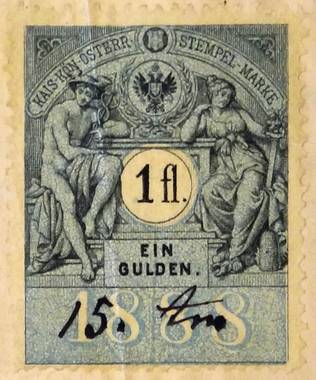 KAIS. KÖN. ÖSTERR. STEMPEL-MARKE
1 fl.
EIN
GULDEN.
1888
15.